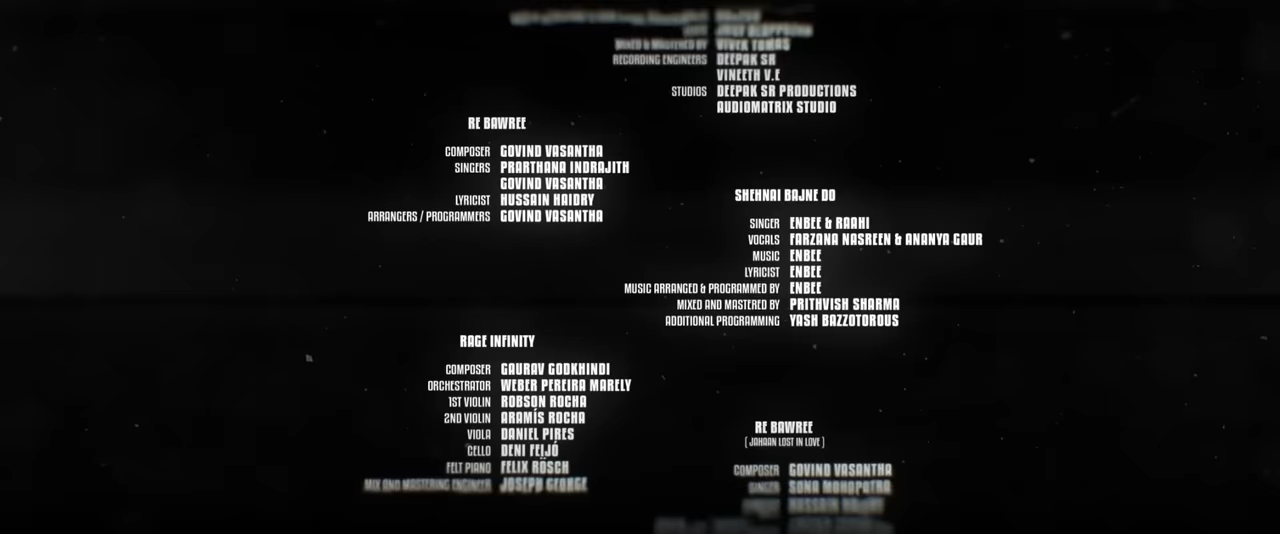 MIXED & MASTERED BY VIVEK THOMAS
RECORDING ENGINEERS DEEPAK SR
VINEETH V.E
STUDIOS DEEPAK SR PRODUCTIONS
AUDIOMATRIX STUDIO
RE BAWREE
COMPOSER GOVIND VASANTHA
SINGERS PRARTHANA INDRAJITH
GOVIND VASANTHA
LYRICIST HUSSAIN HAIDRY
ARRANGERS / PROGRAMMERS GOVIND VASANTHA
SHEHNAI BAJNE DO
SINGER ENBEE & RAAHI
VOCALS FARZANA NASREEN & ANANYA GAUR
MUSIC ENBEE
LYRICIST ENBEE
MUSIC ARRANGED & PROGRAMMED BY ENBEE
MIXED AND MASTERED BY PRITHVISH SHARMA
ADDITIONAL PROGRAMMING YASH BAZZOTOROUS
RAGE INFINITY
COMPOSER GAURAV GODKHINDI
ORCHESTRATOR WEBER PEREIRA MARELY
1ST VIOLIN ROBSON ROCHA
2ND VIOLIN ARAMÍS ROCHA
VIOLA DANIEL PIRES
CELLO DENI FEIJÓ
FELT PIANO FELIX RÖSCH
MIX AND MASTERING ENGINEER JOSEPH GEORGE
RE BAWREE
( JAHAAN LOST IN LOVE )
COMPOSER GOVIND VASANTHA
SINGER SONA MOHAPATRA
HUSSAIN HAIDRY